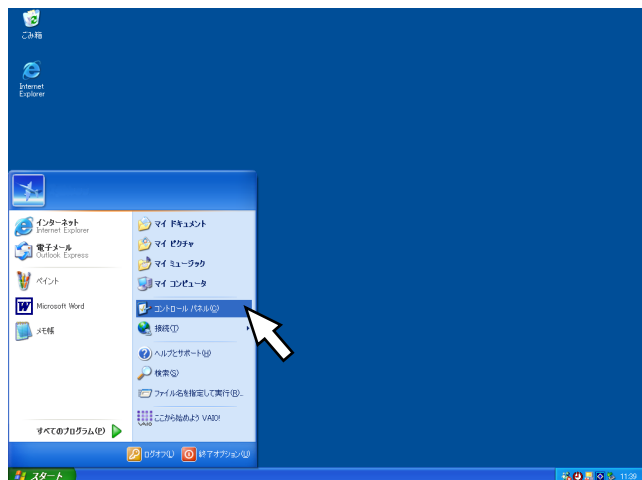 ごみ箱
Internet
Explorer
インターネット
Internet Explorer
電子メール
Outlook Express
ペイント
Microsoft Word
メモ帳
すべてのプログラム(P)
マイ ドキュメント
マイ ピクチャ
マイ ミュージック
マイ コンピュータ
コントロール パネル(C)
接続(T)
ヘルプとサポート(H)
検索(S)
ファイル名を指定して実行(R)...
ここから始めよう VAIO!
ログオフ(L)
終了オプション(U)
スタート
11:39